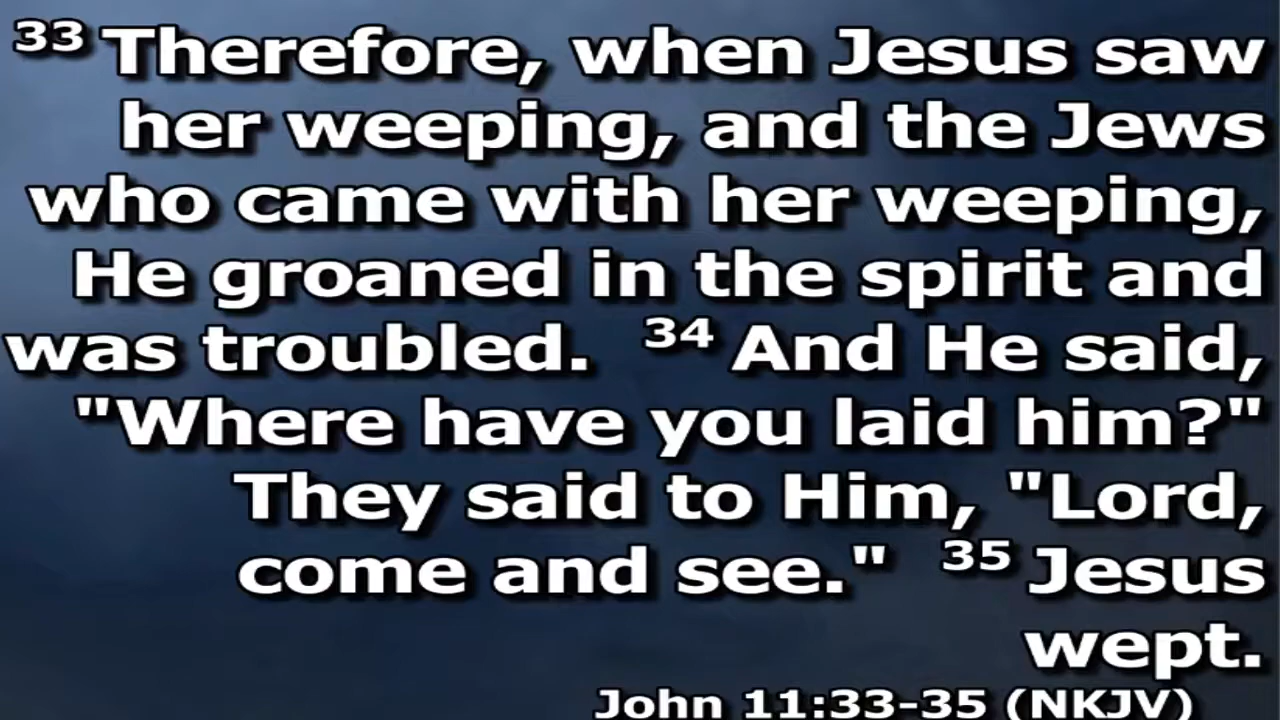 33 Therefore, when Jesus saw
her weeping, and the Jews
who came with her weeping,
He groaned in the spirit and
was troubled. 34 And He said,
"Where have you laid him?"
They said to Him, "Lord,
come and see." 35 Jesus
wept.
John 11:33-35 (NKJV)